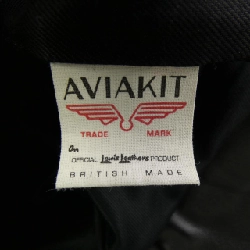 AVIAKIT
TRADE MARK
An
OFFICIAL Lewis Leathers PRODUCT
BRITISH MADE